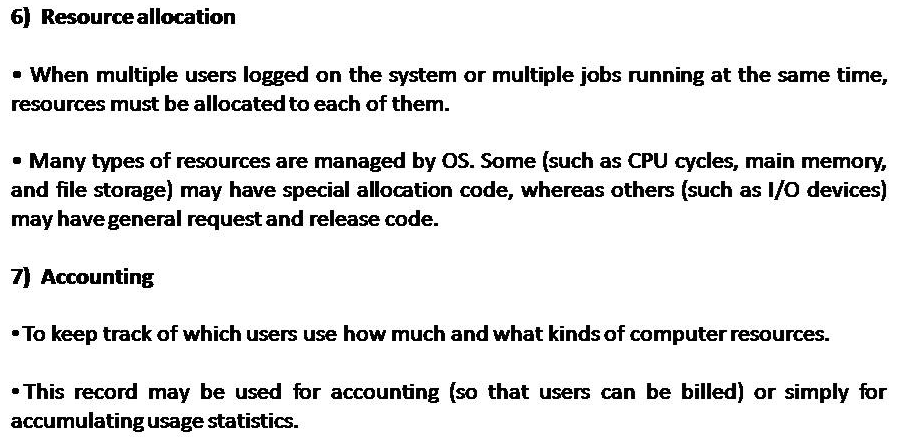 6) Resource allocation
• When multiple users logged on the system or multiple jobs running at the same time,
resources must be allocated to each of them.
• Many types of resources are managed by OS. Some (such as CPU cycles, main memory,
and file storage) may have special allocation code, whereas others (such as I/O devices)
may have general request and release code.
7) Accounting
• To keep track of which users use how much and what kinds of computer resources.
• This record may be used for accounting (so that users can be billed) or simply for
accumulating usage statistics.